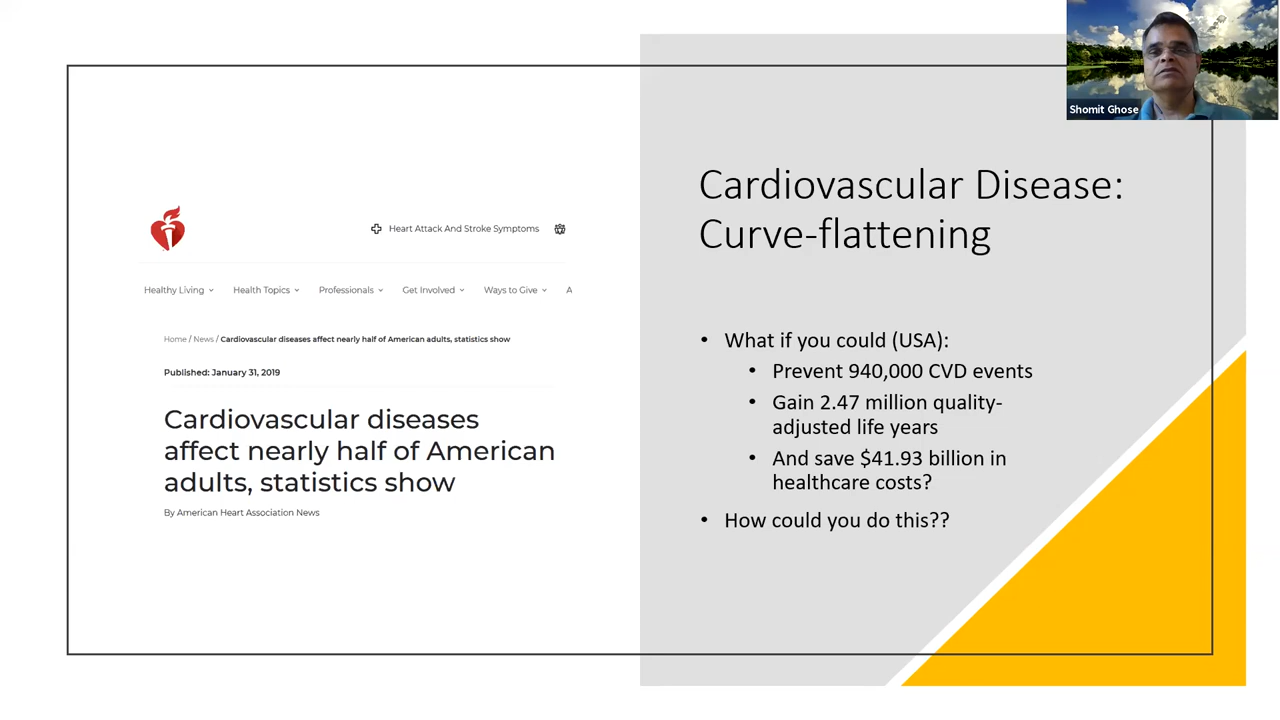 Shomit Ghose
Heart Attack And Stroke Symptoms
Healthy Living Health Topics Professionals Get Involved Ways to Give A
Home / News / Cardiovascular diseases affect nearly half of American adults, statistics show
Published: January 31, 2019
Cardiovascular diseases
affect nearly half of American
adults, statistics show
By American Heart Association News
Cardiovascular Disease:
Curve-flattening
• What if you could (USA):
• Prevent 940,000 CVD events
• Gain 2.47 million quality-
adjusted life years
• And save $41.93 billion in
healthcare costs?
• How could you do this??